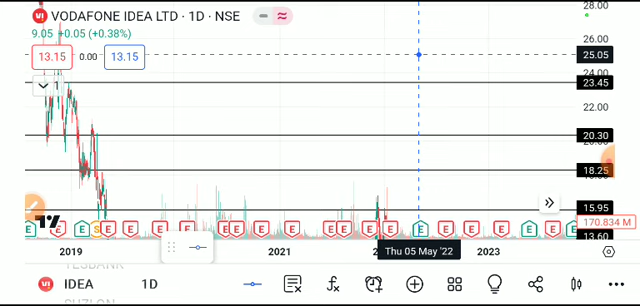 VODAFONE IDEA LTD · 1D · NSE
9.05 +0.05 (+0.38%)
13.15 0.00 13.15
28.00
26.00
25.05
24.00
23.45
22.00
20.30
18.25
15.95
170.834 M
13.60
2019
2021
Thu 05 May '22
2023
YESBANK
IDEA 1D
SUZLON